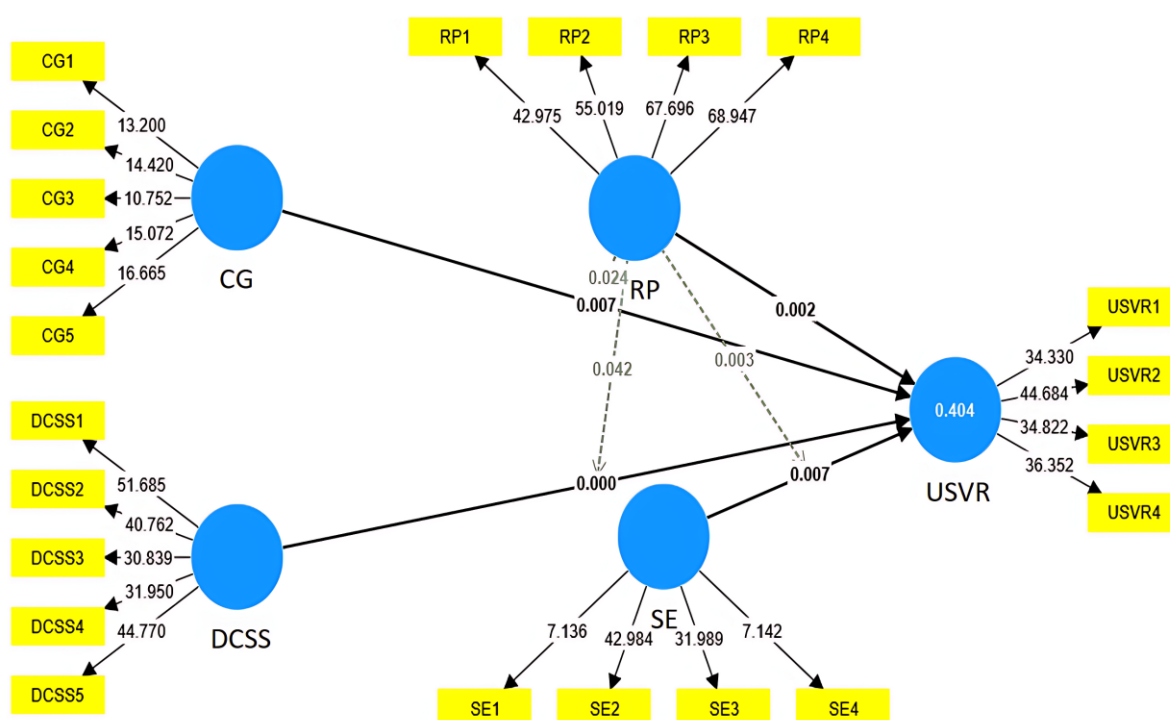 CG1
CG2
CG3
CG4
CG5
13.200
14.420
10.752
15.072
16.665
CG
RP1
RP2
RP3
RP4
42.975
55.019
67.696
68.947
RP
0.024
0.007
0.002
0.042
0.003
DCSS1
DCSS2
DCSS3
DCSS4
DCSS5
51.685
40.762
30.839
31.950
44.770
DCSS
0.000
0.007
SE
7.136
42.984
31.989
7.142
SE1
SE2
SE3
SE4
0.404
USVR
34.330
44.684
34.822
36.352
USVR1
USVR2
USVR3
USVR4